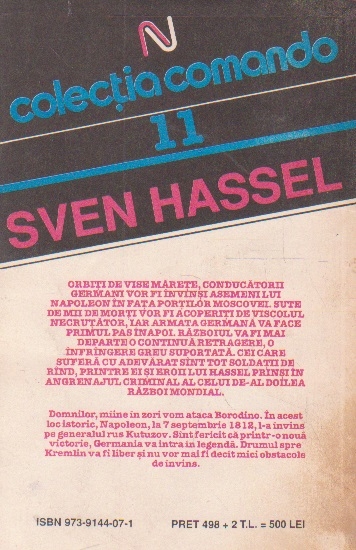 N
colecția comando
11
SVEN HASSEL
ORBIȚI DE VISE MĂREȚE, CONDUCĂTORII
GERMANI VOR FI ÎNVINȘI ASEMENI LUI
NAPOLEON ÎN FAȚA PORȚILOR MOSCOVEI. SUTE
DE MII DE MORȚI VOR FI ACOPERIȚI DE VISCOLUL
NECRUȚĂTOR, IAR ARMATA GERMANĂ VA FACE
PRIMUL PAS ÎNAPOI. RĂZBOIUL VA FI MAI
DEPARTE O CONTINUĂ RETRAGERE, O
ÎNFRÎNGERE GREU SUPORTATĂ. CEI CARE
SUFERĂ CU ADEVĂRAT SÎNT TOT SOLDAȚII DE
RÎND, PRINTRE EI ȘI EROII LUI HASSEL PRINȘI ÎN
ANGRENAJUL CRIMINAL AL CELUI DE-AL DOILEA
RĂZBOI MONDIAL.
Domnilor, mîine în zori vom ataca Borodino. În acest
loc istoric, Napoleon, la 7 septembrie 1812, l-a învins
pe generalul rus Kutuzov. Sînt fericit că printr-o nouă
victorie, Germania va intra în legendă. Drumul spre
Kremlin va fi liber și nu vor mai fi decît mici obstacole
de învins.
ISBN 973-9144-07-1
PRET 498 + 2 T.L. = 500 LEI